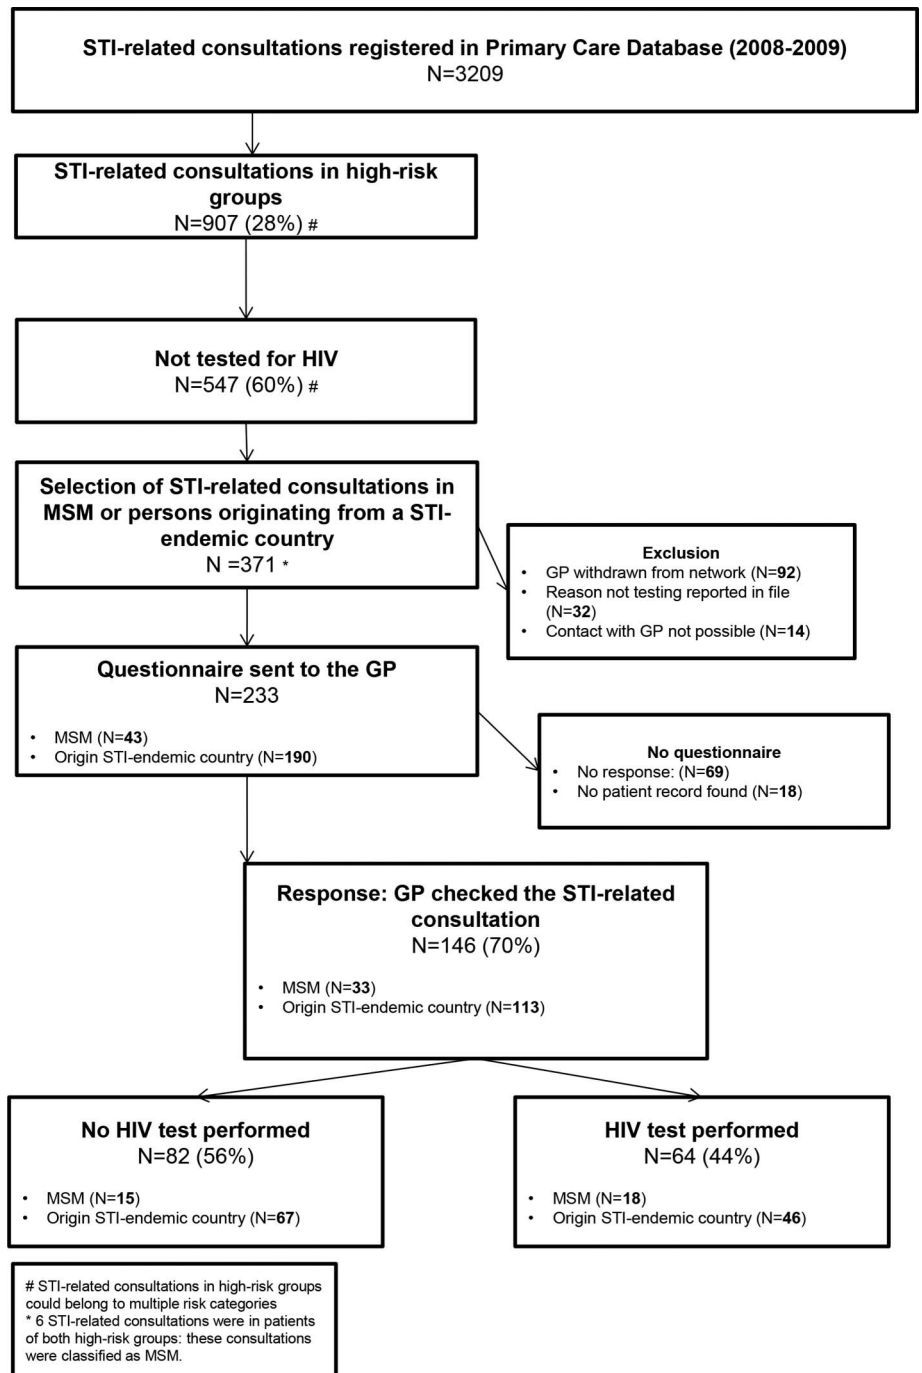 STI-related consultations registered in Primary Care Database (2008-2009)
N=3209
STI-related consultations in high-risk
groups
N=907 (28%) #
Not tested for HIV
N=547 (60%) #
Selection of STI-related consultations in
MSM or persons originating from a STI-
endemic country
N =371 *
Exclusion
• GP withdrawn from network (N=92)
• Reason not testing reported in file
(N=32)
• Contact with GP not possible (N=14)
Questionnaire sent to the GP
N=233
• MSM (N=43)
• Origin STI-endemic country (N=190)
No questionnaire
• No response: (N=69)
• No patient record found (N=18)
Response: GP checked the STI-related
consultation
N=146 (70%)
• MSM (N=33)
• Origin STI-endemic country (N=113)
No HIV test performed
N=82 (56%)
• MSM (N=15)
• Origin STI-endemic country (N=67)
HIV test performed
N=64 (44%)
• MSM (N=18)
• Origin STI-endemic country (N=46)
# STI-related consultations in high-risk groups
could belong to multiple risk categories
* 6 STI-related consultations were in patients
of both high-risk groups: these consultations
were classified as MSM.